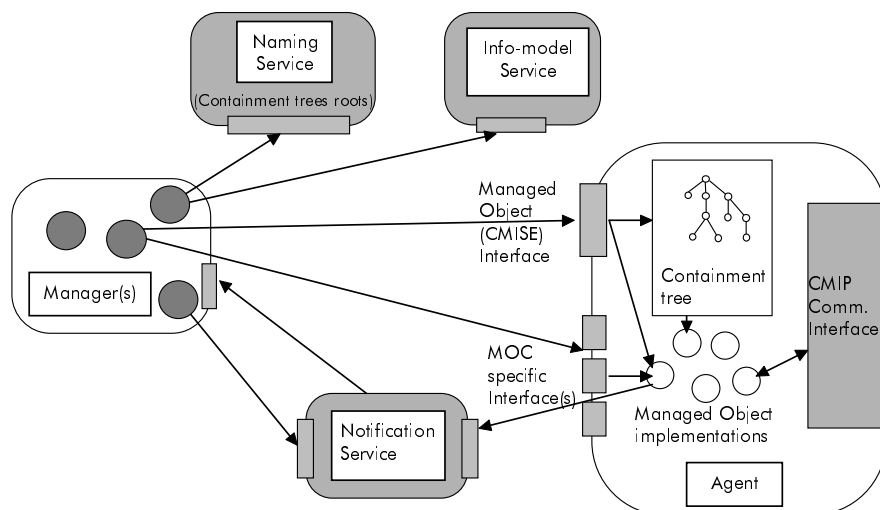 Naming
Service
(Containment trees roots)
Info-model
Service
Managed
Object
(CMISE)
Interface
Containment
tree
CMIP
Comm.
Interface
Manager(s)
MOC
specific
Interface(s)
Managed Object
implementations
Notification
Service
Agent